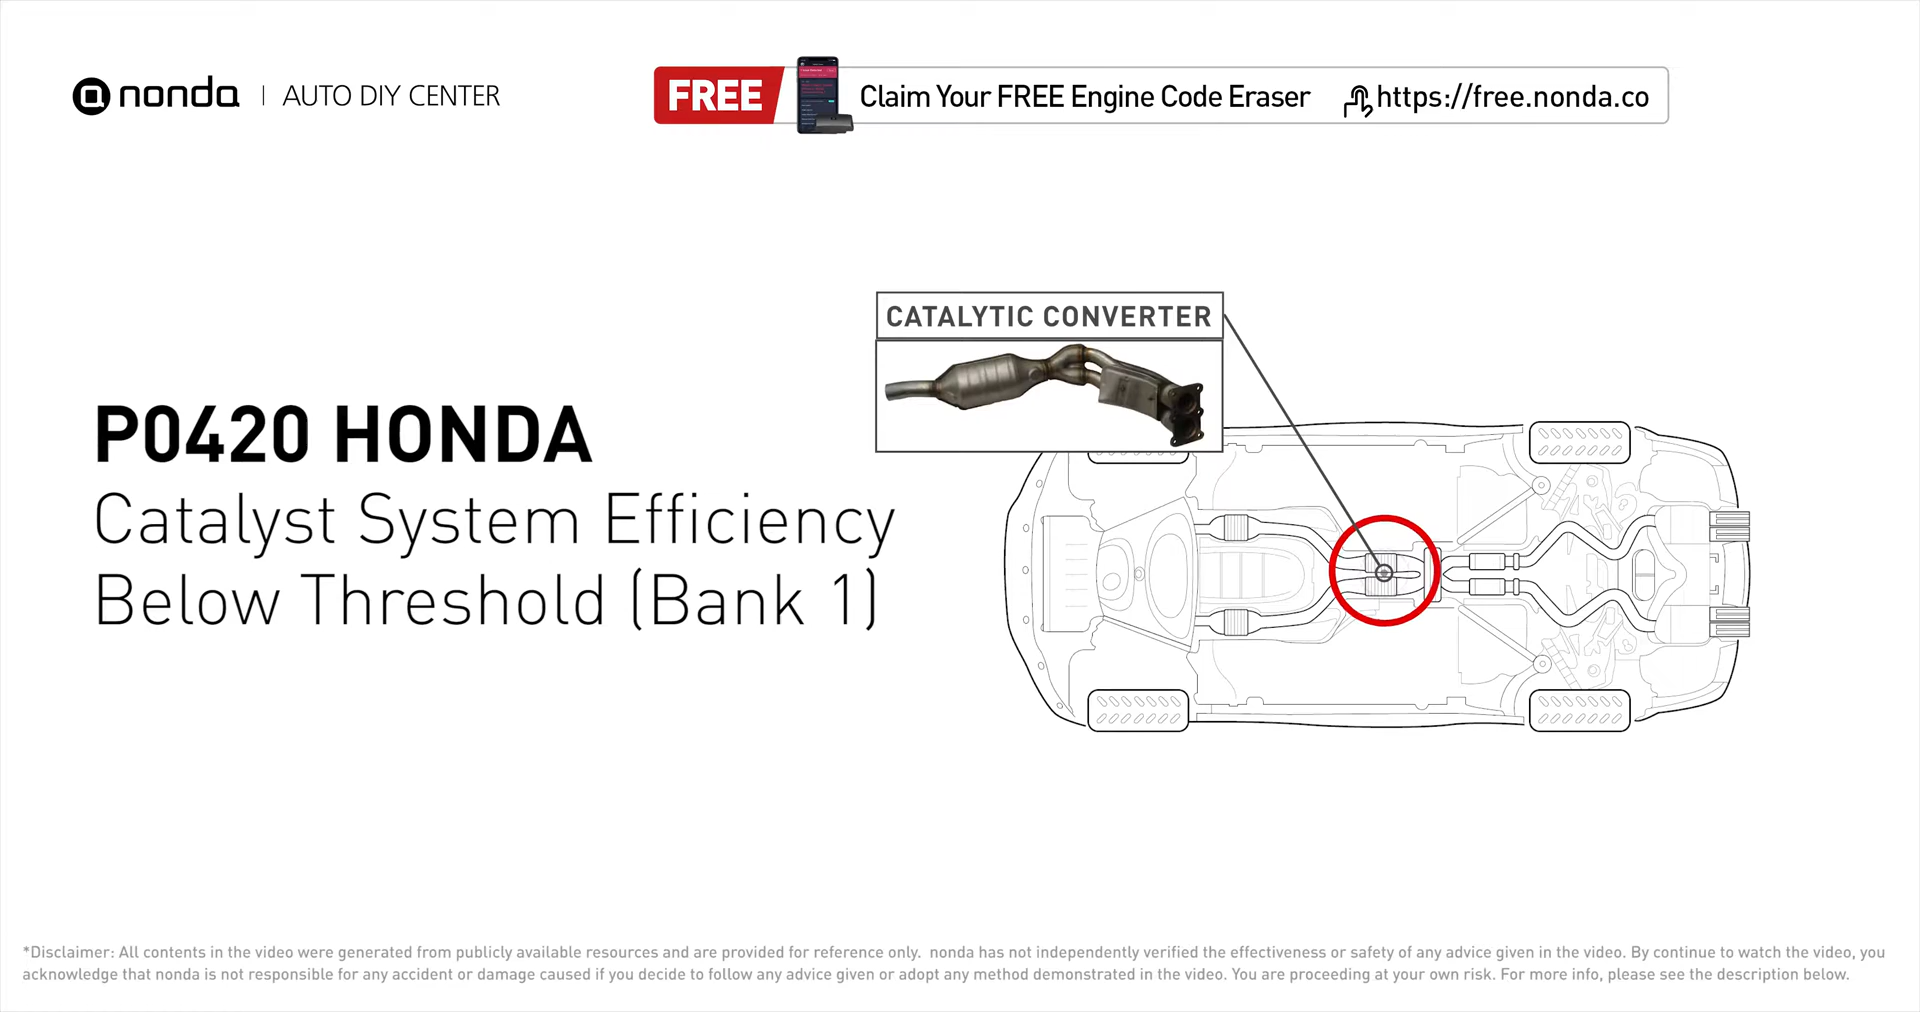 nonda | AUTO DIY CENTER
FREE
Claim Your FREE Engine Code Eraser
https://free.nonda.co
CATALYTIC CONVERTER
P0420 HONDA
Catalyst System Efficiency
Below Threshold (Bank 1)
*Disclaimer: All contents in the video were generated from publicly available resources and are provided for reference only. nonda has not independently verified the effectiveness or safety of any advice given in the video. By continue to watch the video, you
acknowledge that nonda is not responsible for any accident or damage caused if you decide to follow any advice given or adopt any method demonstrated in the video. You are proceeding at your own risk. For more info, please see the description below.